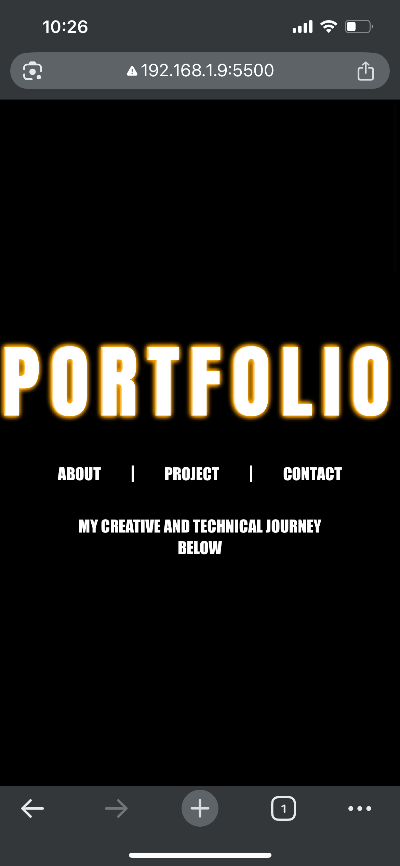 10:26
192.168.1.9:5500
PORTFOLIO
ABOUT | PROJECT | CONTACT
MY CREATIVE AND TECHNICAL JOURNEY
BELOW
1